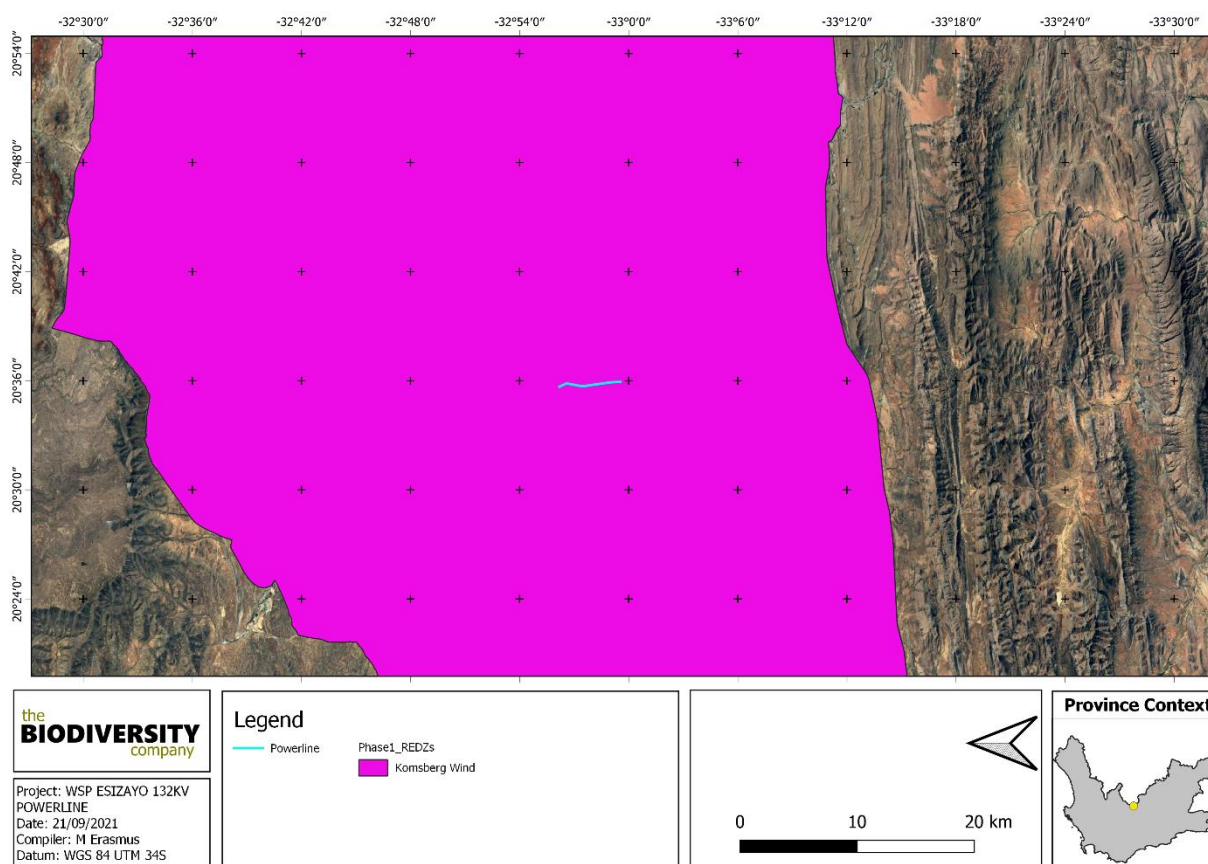 -32°30'0″ -32°36'0″ -32°42'0″ -32°48'0″ -32°54'0″ -33°0'0″ -33°6'0″ -33°12'0″ -33°18'0″ -33°24'0″ -33°30'0″
20°54'0″
20°48'0″
20°42'0″
20°36'0″
20°30'0″
20°24'0″
the
BIODIVERSITY
company
Project: WSP ESIZAYO 132KV
POWERLINE
Date: 21/09/2021
Compiler: M Erasmus
Datum: WGS 84 UTM 34S
Legend
Powerline
Phase1_REDZs
Komsberg Wind
0 10 20 km
Province Context